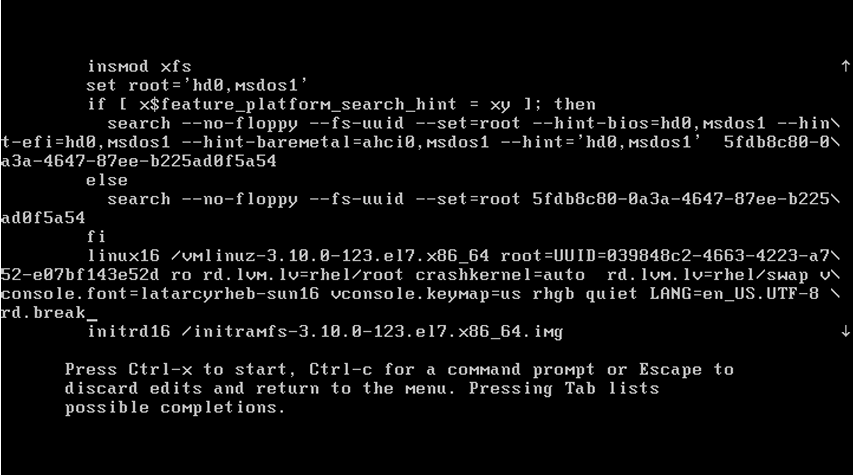 insmod xfs
set root='hd0,msdos1'
if [ x$feature_platform_search_hint = xy ]; then
search --no-floppy --fs-uuid --set=root --hint-bios=hd0,msdos1 --hin\
t-efi=hd0,msdos1 --hint-baremetal=ahci0,msdos1 --hint='hd0,msdos1'  5fdb8c80-0\
a3a-4647-87ee-b225ad0f5a54
else
search --no-floppy --fs-uuid --set=root 5fdb8c80-0a3a-4647-87ee-b225\
ad0f5a54
fi
linux16 /vmlinuz-3.10.0-123.el7.x86_64 root=UUID=039848c2-4663-4223-a7\
52-e07bf143e52d ro rd.lvm.lv=rhel/root crashkernel=auto  rd.lvm.lv=rhel/swap v\
console.font=latarcyrheb-sun16 vconsole.keymap=us rhgb quiet LANG=en_US.UTF-8 \
rd.break_
initrd16 /initramfs-3.10.0-123.el7.x86_64.img
Press Ctrl-x to start, Ctrl-c for a command prompt or Escape to
discard edits and return to the menu. Pressing Tab lists
possible completions.